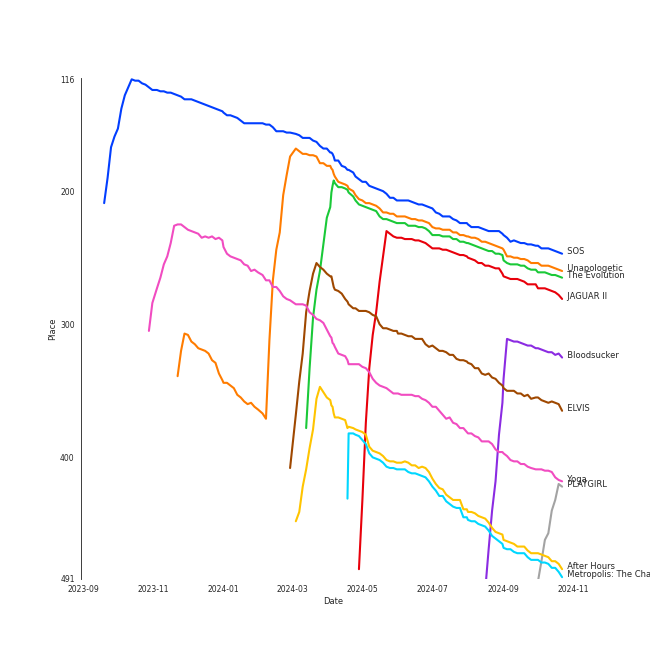 116
200
300
400
491
Place
2023-09
2023-11
2024-01
2024-03
2024-05
2024-07
2024-09
2024-11
Date
SOS
Unapologetic
The Evolution
JAGUAR II
Bloodsucker
ELVIS
Yoga
PLAYGIRL
After Hours
Metropolis: The Cha